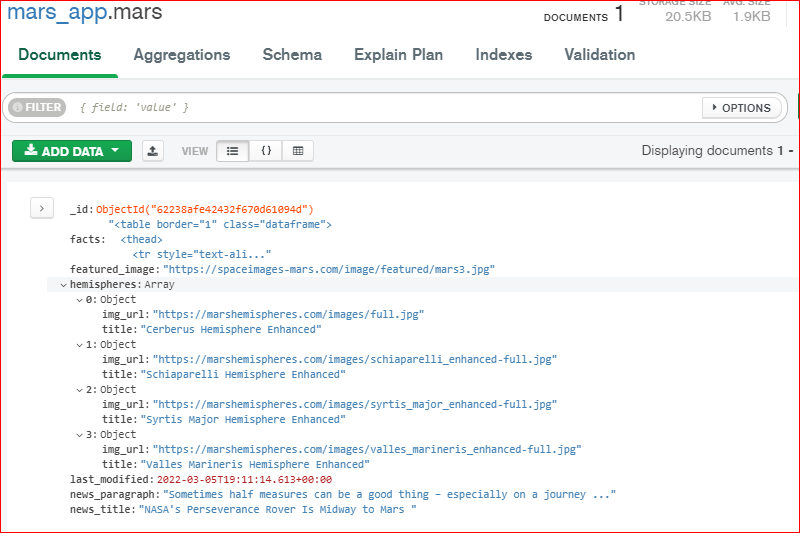 mars_app.mars
DOCUMENTS 1
STORAGE SIZE
20.5KB
AVG. SIZE
1.9KB
Documents Aggregations Schema Explain Plan Indexes Validation
FILTER { field: 'value' } OPTIONS
ADD DATA VIEW {} Displaying documents 1 -
_id: ObjectId("62238afe42432f670d61094d")
"<table border="1" class="dataframe">
facts: <thead>
<tr style="text-ali..."
featured_image: "https://spaceimages-mars.com/image/featured/mars3.jpg"
hemispheres: Array
0: Object
img_url: "https://marshemispheres.com/images/full.jpg"
title: "Cerberus Hemisphere Enhanced"
1: Object
img_url: "https://marshemispheres.com/images/schiaparelli_enhanced-full.jpg"
title: "Schiaparelli Hemisphere Enhanced"
2: Object
img_url: "https://marshemispheres.com/images/syrtis_major_enhanced-full.jpg"
title: "Syrtis Major Hemisphere Enhanced"
3: Object
img_url: "https://marshemispheres.com/images/valles_marineris_enhanced-full.jpg"
title: "Valles Marineris Hemisphere Enhanced"
last_modified: 2022-03-05T19:11:14.613+00:00
news_paragraph: "Sometimes half measures can be a good thing – especially on a journey ..."
news_title: "NASA's Perseverance Rover Is Midway to Mars "